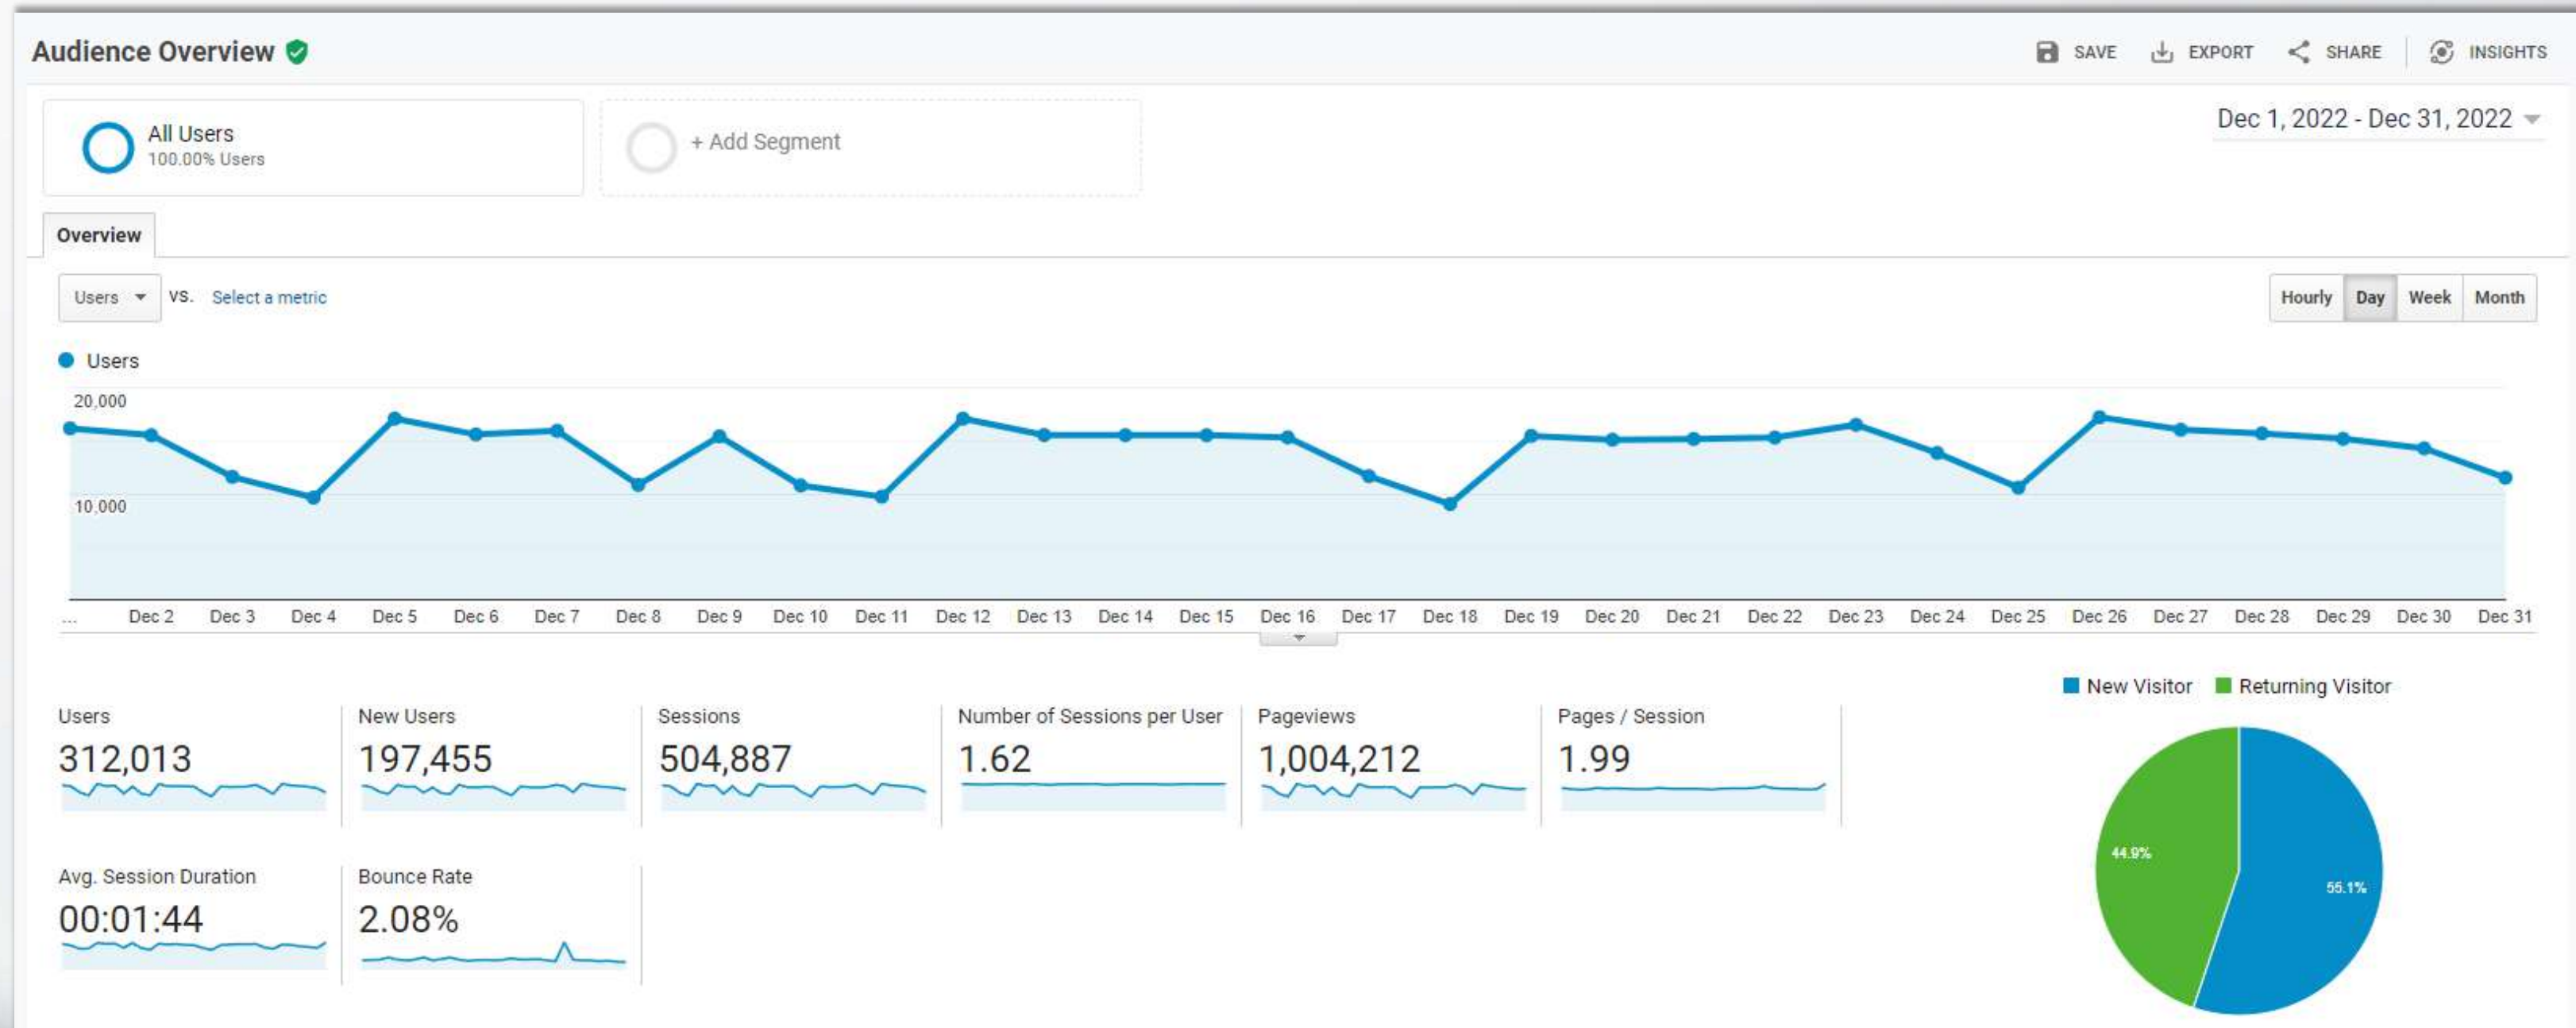 Audience Overview
SAVE
EXPORT
SHARE
INSIGHTS
All Users
100.00% Users
+ Add Segment
Dec 1, 2022 - Dec 31, 2022
Overview
Users
VS.
Select a metric
Hourly
Day
Week
Month
Users
20,000
10,000
...
Dec 2
Dec 3
Dec 4
Dec 5
Dec 6
Dec 7
Dec 8
Dec 9
Dec 10
Dec 11
Dec 12
Dec 13
Dec 14
Dec 15
Dec 16
Dec 17
Dec 18
Dec 19
Dec 20
Dec 21
Dec 22
Dec 23
Dec 24
Dec 25
Dec 26
Dec 27
Dec 28
Dec 29
Dec 30
Dec 31
Users
312,013
New Users
197,455
Sessions
504,887
Number of Sessions per User
1.62
Pageviews
1,004,212
Pages / Session
1.99
Avg. Session Duration
00:01:44
Bounce Rate
2.08%
New Visitor
Returning Visitor
44.9%
55.1%